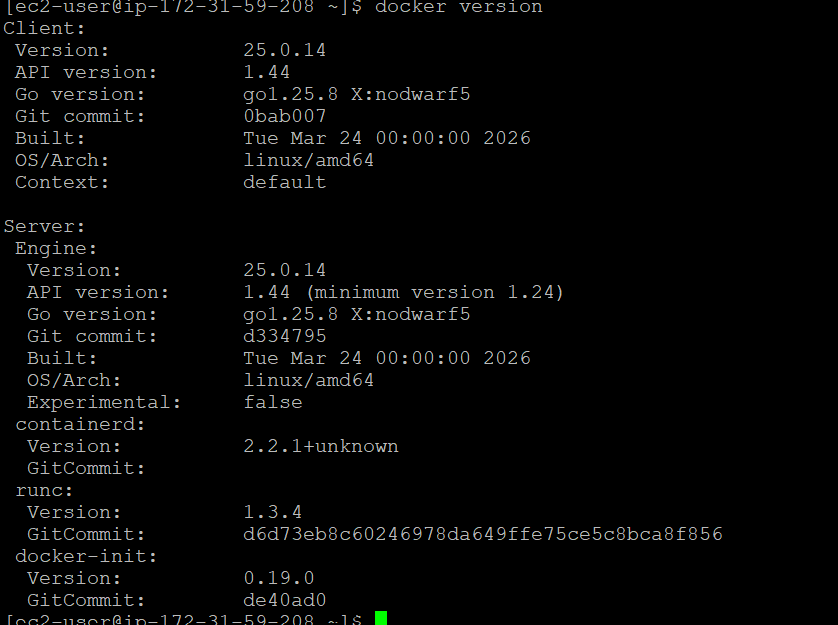 [ec2-user@ip-172-31-59-208 ~]$ docker version
Client:
 Version:           25.0.14
 API version:       1.44
 Go version:        go1.25.8 X:nodwarf5
 Git commit:        0bab007
 Built:             Tue Mar 24 00:00:00 2026
 OS/Arch:           linux/amd64
 Context:           default

Server:
 Engine:
  Version:          25.0.14
  API version:      1.44 (minimum version 1.24)
  Go version:       go1.25.8 X:nodwarf5
  Git commit:       d334795
  Built:            Tue Mar 24 00:00:00 2026
  OS/Arch:          linux/amd64
  Experimental:     false
 containerd:
  Version:          2.2.1+unknown
  GitCommit:
 runc:
  Version:          1.3.4
  GitCommit:        d6d73eb8c60246978da649ffe75ce5c8bca8f856
 docker-init:
  Version:          0.19.0
  GitCommit:        de40ad0
[ec2-user@ip-172-31-59-208 ~]$